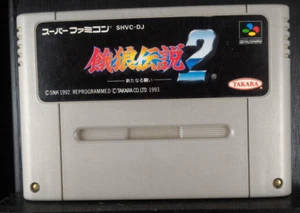 スーパーファミコン SHVC-DJ
餓狼伝説2
新たなる闘い
TAKARA
©SNK 1992 REPROGRAMMED ©TAKARA CO.,LTD. 1993